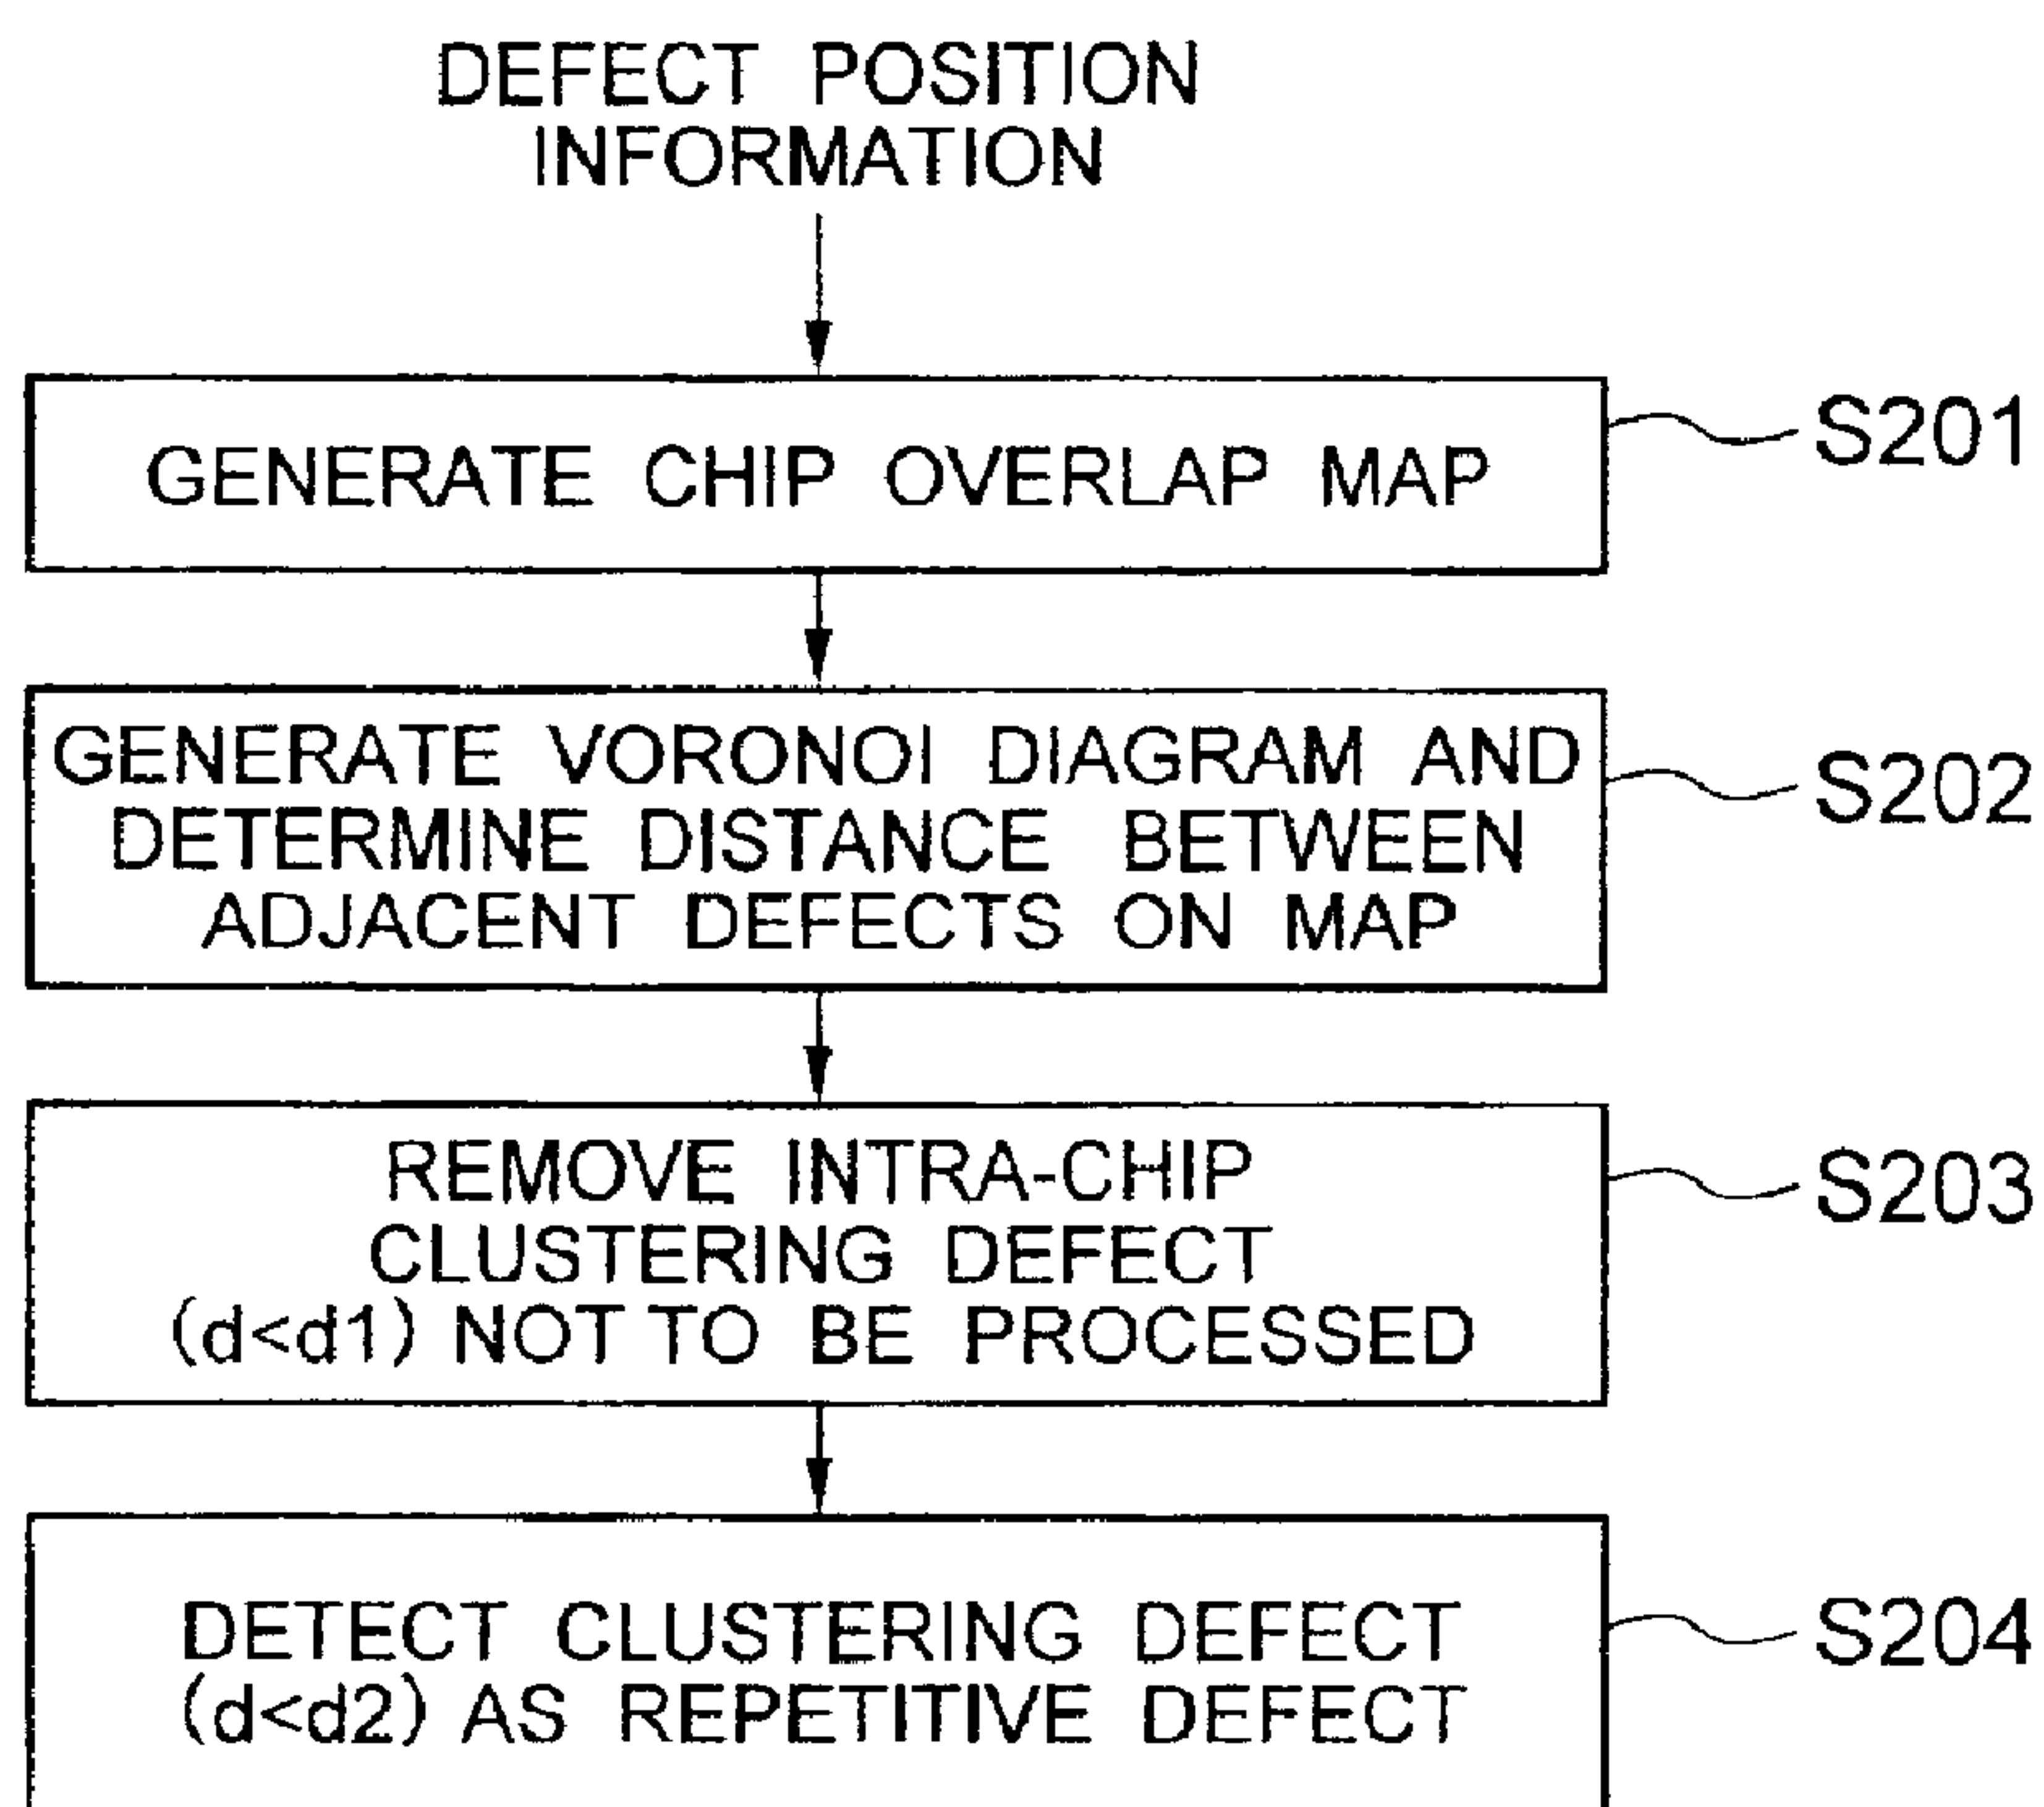 DEFECT POSITION
INFORMATION
GENERATE CHIP OVERLAP MAP
S201
GENERATE VORONOI DIAGRAM AND
DETERMINE DISTANCE BETWEEN
ADJACENT DEFECTS ON MAP
S202
REMOVE INTRA-CHIP
CLUSTERING DEFECT
(d<d1) NOT TO BE PROCESSED
S203
DETECT CLUSTERING DEFECT
(d<d2) AS REPETITIVE DEFECT
S204